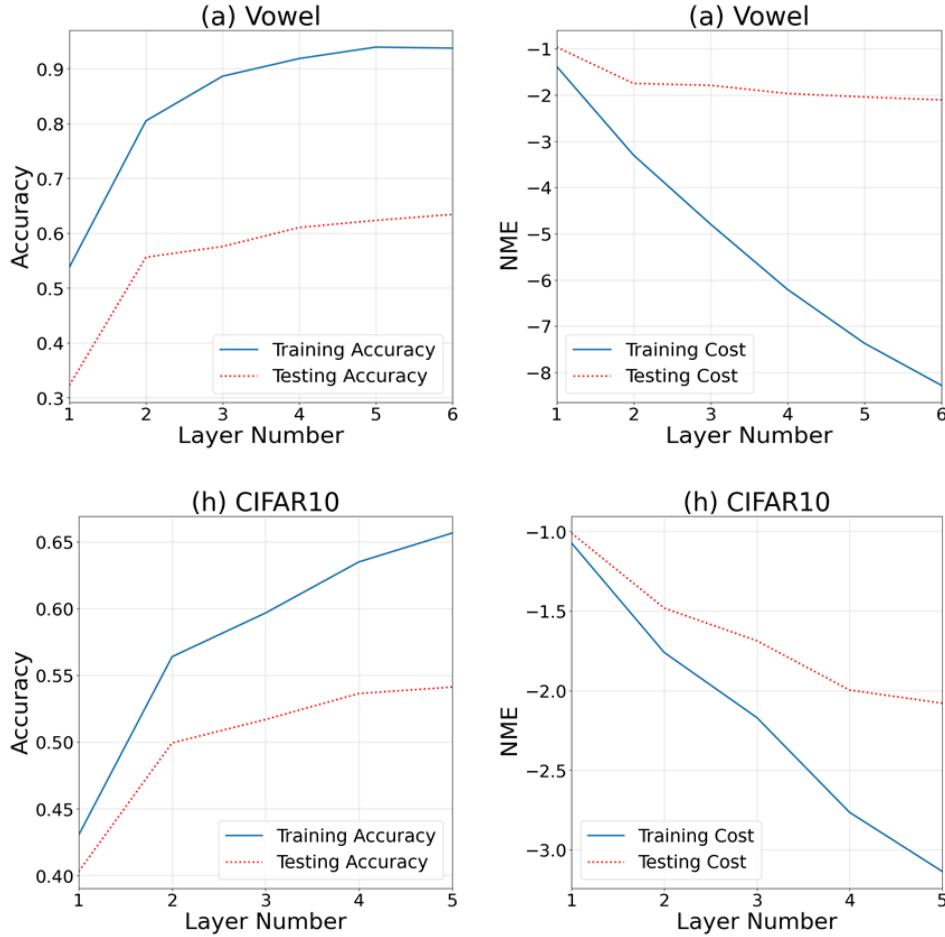 (a) Vowel
Accuracy
0.9
0.8
0.7
0.6
0.5
0.4
0.3
Training Accuracy
Testing Accuracy
1 2 3 4 5 6
Layer Number
(a) Vowel
NME
−1
−2
−3
−4
−5
−6
−7
−8
Training Cost
Testing Cost
1 2 3 4 5 6
Layer Number
(h) CIFAR10
Accuracy
0.65
0.60
0.55
0.50
0.45
0.40
Training Accuracy
Testing Accuracy
1 2 3 4 5
Layer Number
(h) CIFAR10
NME
−1.0
−1.5
−2.0
−2.5
−3.0
Training Cost
Testing Cost
1 2 3 4 5
Layer Number